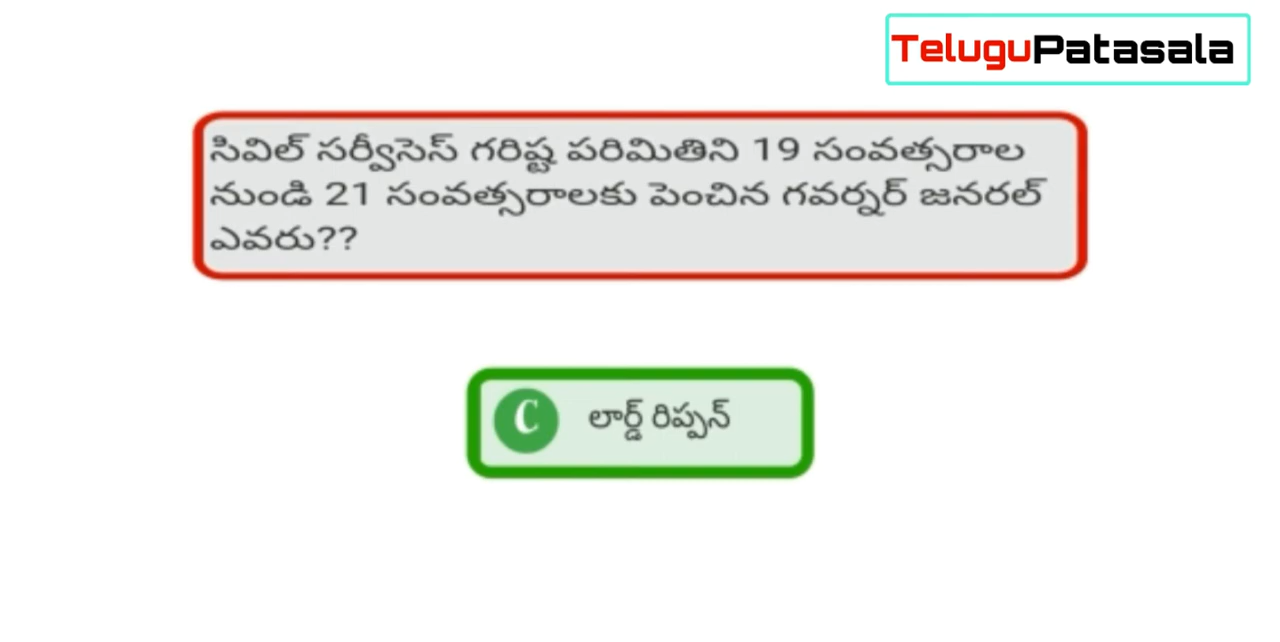 TeluguPatasala
సివిల్ సర్వీసెస్ గరిష్ట పరిమితిని 19 సంవత్సరాల
నుండి 21 సంవత్సరాలకు పెంచిన గవర్నర్ జనరల్
ఎవరు??
C లార్డ్ రిప్పన్